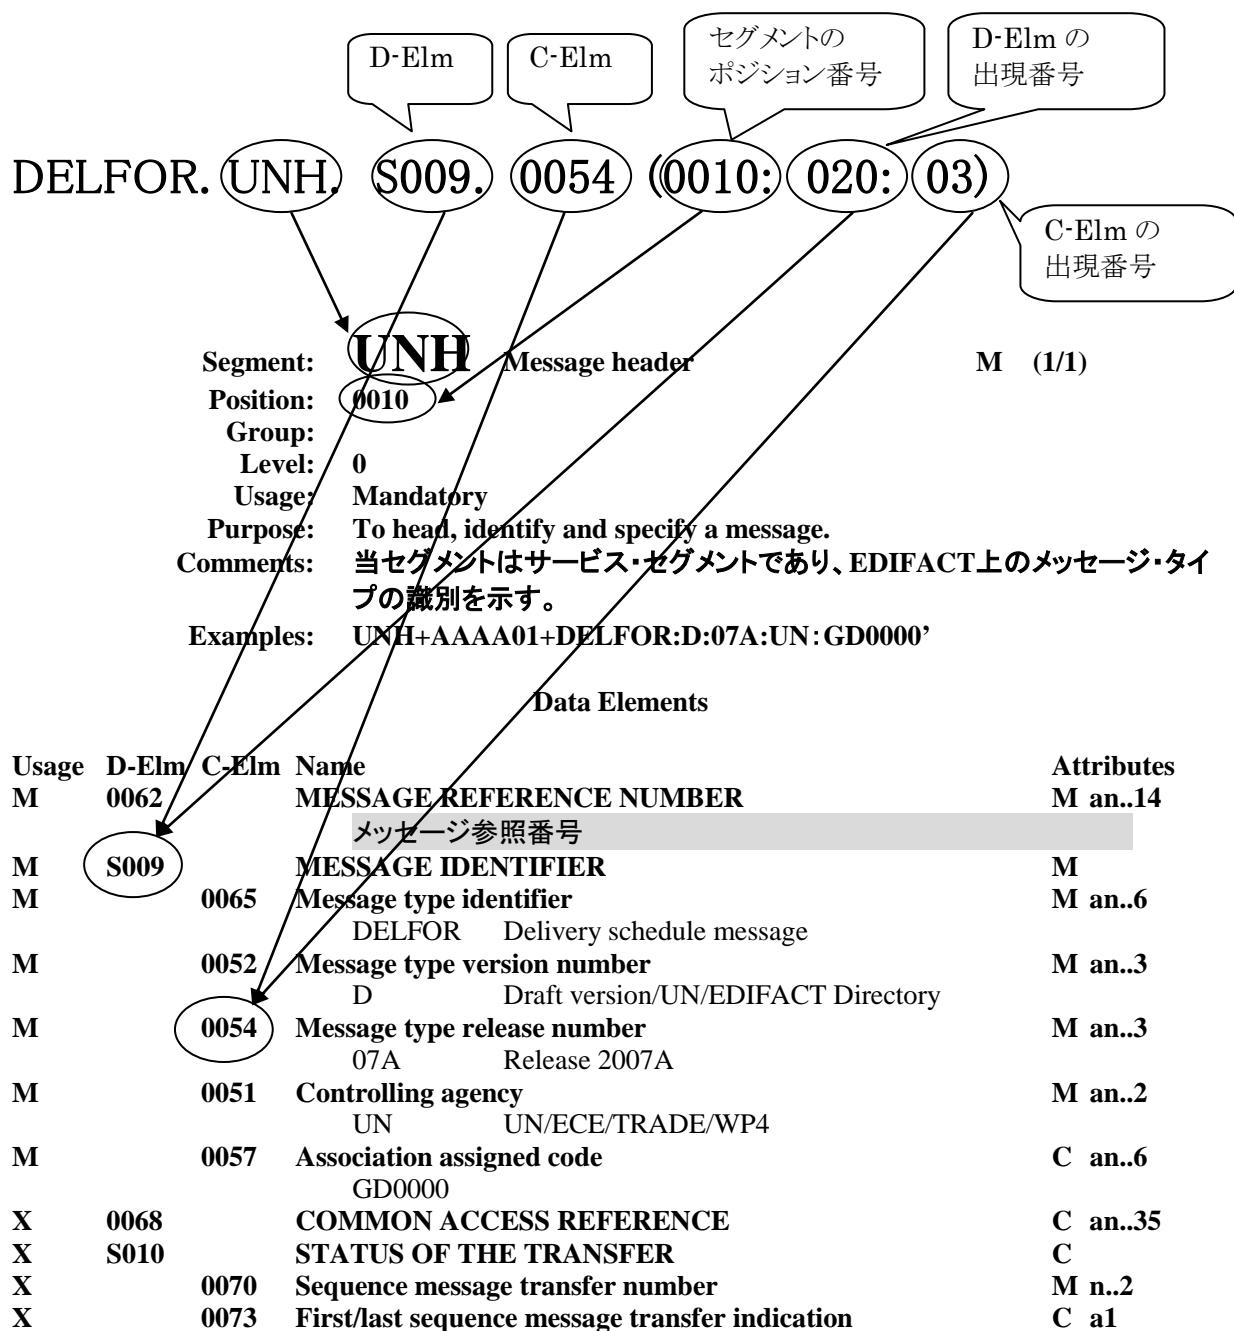 D-Elm
C-Elm
セグメントの
ポジション番号
D-Elm の
出現番号
DELFOR. UNH. S009. 0054 (0010: 020: 03)
C-Elm の
出現番号
Segment: UNH Message header M (1/1)
Position: 0010
Group:
Level: 0
Usage: Mandatory
Purpose: To head, identify and specify a message.
Comments: 当セグメントはサービス・セグメントであり、EDIFACT上のメッセージ・タイ
プの識別を示す。
Examples: UNH+AAAA01+DELFOR:D:07A:UN:GD0000’
Data Elements
Usage D-Elm C-Elm Name Attributes
M 0062 MESSAGE REFERENCE NUMBER M an..14
メッセージ参照番号
M S009 MESSAGE IDENTIFIER M
M 0065 Message type identifier M an..6
DELFOR Delivery schedule message
M 0052 Message type version number M an..3
D Draft version/UN/EDIFACT Directory
M 0054 Message type release number M an..3
07A Release 2007A
M 0051 Controlling agency M an..2
UN UN/ECE/TRADE/WP4
M 0057 Association assigned code C an..6
GD0000
X 0068 COMMON ACCESS REFERENCE C an..35
X S010 STATUS OF THE TRANSFER C
X 0070 Sequence message transfer number M n..2
X 0073 First/last sequence message transfer indication C a1